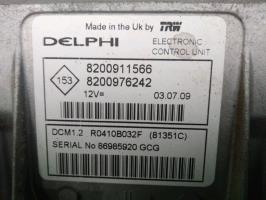 Made in the Uk by TRW
DELPHI ELECTRONIC CONTROL UNIT
153
8200911566
8200976242
12V= 03.07.09
DCM1.2 R0410B032F (81351C)
SERIAL No 86985920 GCG